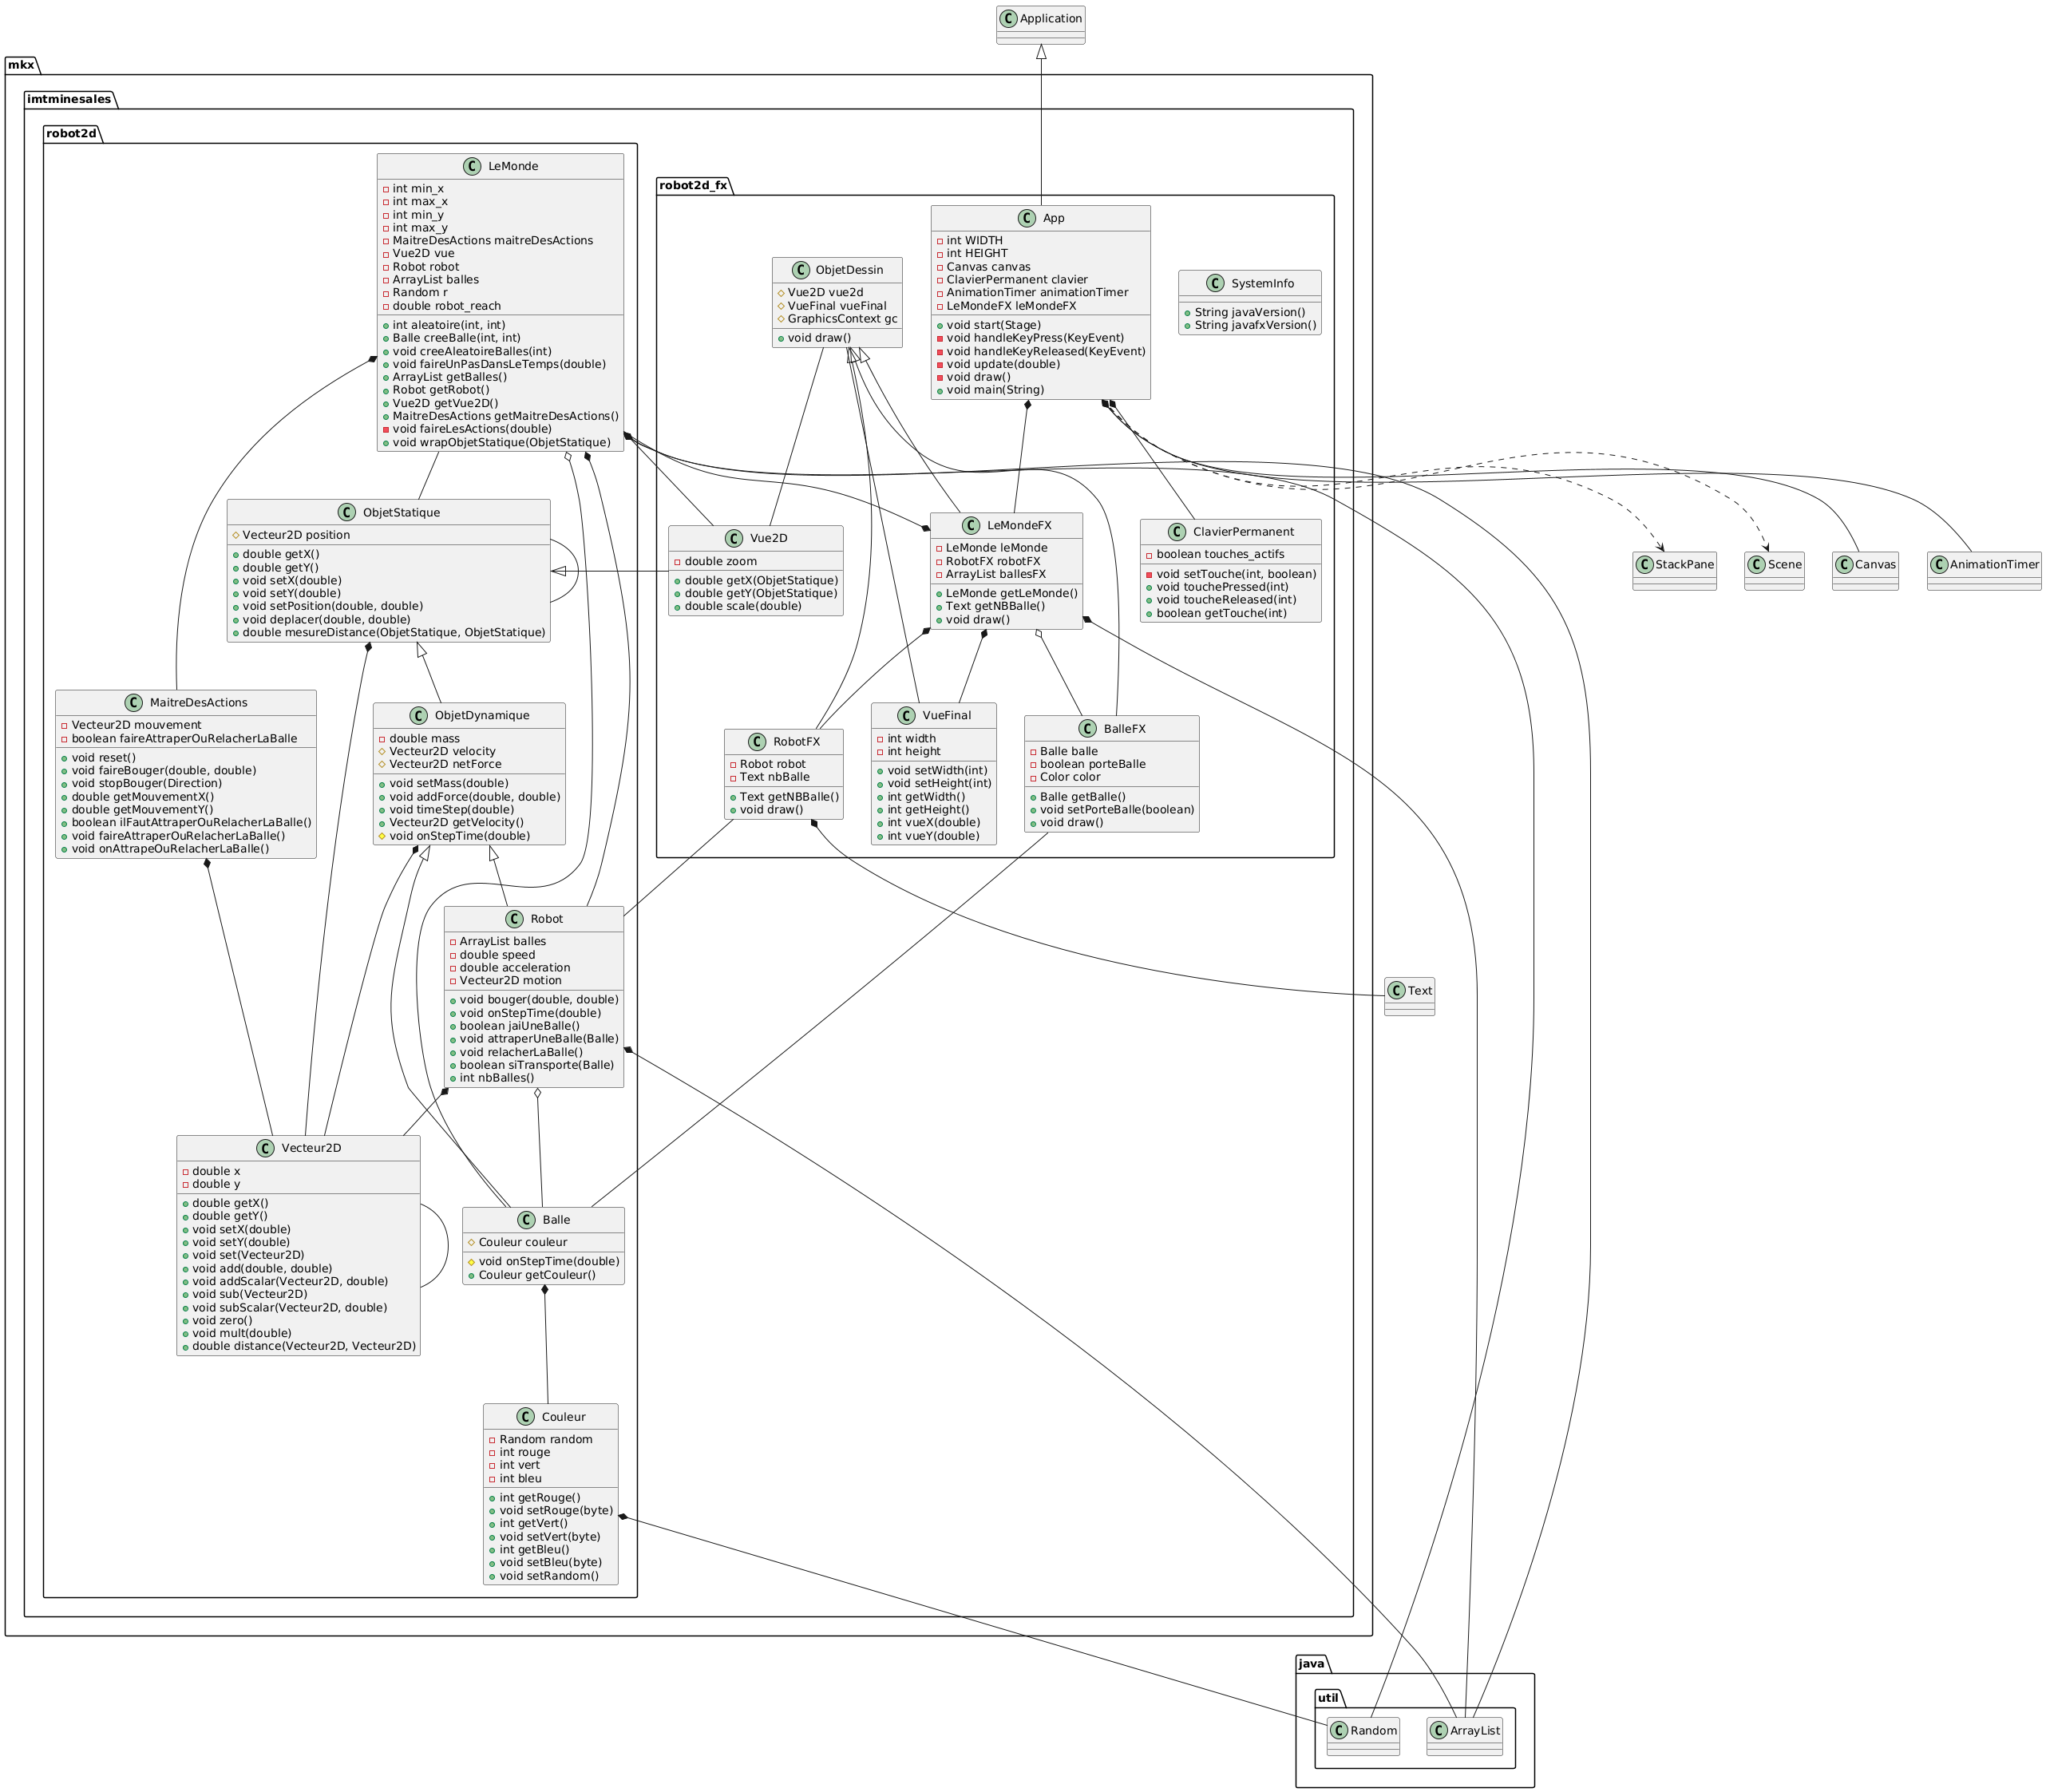 Application
mkx
imtminesales
robot2d
LeMonde
int min_x
int max_x
int min_y
int max_y
MaitreDesActions maitreDesActions
Vue2D vue
Robot robot
ArrayList balles
Random r
double robot_reach
int aleatoire(int, int)
Balle creeBalle(int, int)
void creeAleatoireBalles(int)
void faireUnPasDansLeTemps(double)
ArrayList getBalles()
Robot getRobot()
Vue2D getVue2D()
MaitreDesActions getMaitreDesActions()
void faireLesActions(double)
void wrapObjetStatique(ObjetStatique)
robot2d_fx
App
int WIDTH
int HEIGHT
Canvas canvas
ClavierPermanent clavier
AnimationTimer animationTimer
LeMondeFX leMondeFX
void start(Stage)
void handleKeyPress(KeyEvent)
void handleKeyReleased(KeyEvent)
void update(double)
void draw()
void main(String)
ObjetDessin
Vue2D vue2d
VueFinal vueFinal
GraphicsContext gc
void draw()
SystemInfo
String javaVersion()
String javafxVersion()
ObjetStatique
Vecteur2D position
double getX()
double getY()
void setX(double)
void setY(double)
void setPosition(double, double)
void deplacer(double, double)
double mesureDistance(ObjetStatique, ObjetStatique)
Vue2D
double zoom
double getX(ObjetStatique)
double getY(ObjetStatique)
double scale(double)
LeMondeFX
LeMonde leMonde
RobotFX robotFX
ArrayList ballesFX
LeMonde getLeMonde()
Text getNBBalle()
void draw()
ClavierPermanent
boolean touches_actifs
void setTouche(int, boolean)
void touchePressed(int)
void toucheReleased(int)
boolean getTouche(int)
StackPane
Scene
Canvas
AnimationTimer
MaitreDesActions
Vecteur2D mouvement
boolean faireAttraperOuRelacherLaBalle
void reset()
void faireBouger(double, double)
void stopBouger(Direction)
double getMouvementX()
double getMouvementY()
boolean ilFautAttraperOuRelacherLaBalle()
void faireAttraperOuRelacherLaBalle()
void onAttrapeOuRelacherLaBalle()
ObjetDynamique
double mass
Vecteur2D velocity
Vecteur2D netForce
void setMass(double)
void addForce(double, double)
void timeStep(double)
Vecteur2D getVelocity()
void onStepTime(double)
RobotFX
Robot robot
Text nbBalle
Text getNBBalle()
void draw()
VueFinal
int width
int height
void setWidth(int)
void setHeight(int)
int getWidth()
int getHeight()
int vueX(double)
int vueY(double)
BalleFX
Balle balle
boolean porteBalle
Color color
Balle getBalle()
void setPorteBalle(boolean)
void draw()
Robot
ArrayList balles
double speed
double acceleration
Vecteur2D motion
void bouger(double, double)
void onStepTime(double)
boolean jaiUneBalle()
void attraperUneBalle(Balle)
void relacherLaBalle()
boolean siTransporte(Balle)
int nbBalles()
Text
Vecteur2D
double x
double y
double getX()
double getY()
void setX(double)
void setY(double)
void set(Vecteur2D)
void add(double, double)
void addScalar(Vecteur2D, double)
void sub(Vecteur2D)
void subScalar(Vecteur2D, double)
void zero()
void mult(double)
double distance(Vecteur2D, Vecteur2D)
Balle
Couleur couleur
void onStepTime(double)
Couleur getCouleur()
Couleur
Random random
int rouge
int vert
int bleu
int getRouge()
void setRouge(byte)
int getVert()
void setVert(byte)
int getBleu()
void setBleu(byte)
void setRandom()
java
util
Random
ArrayList